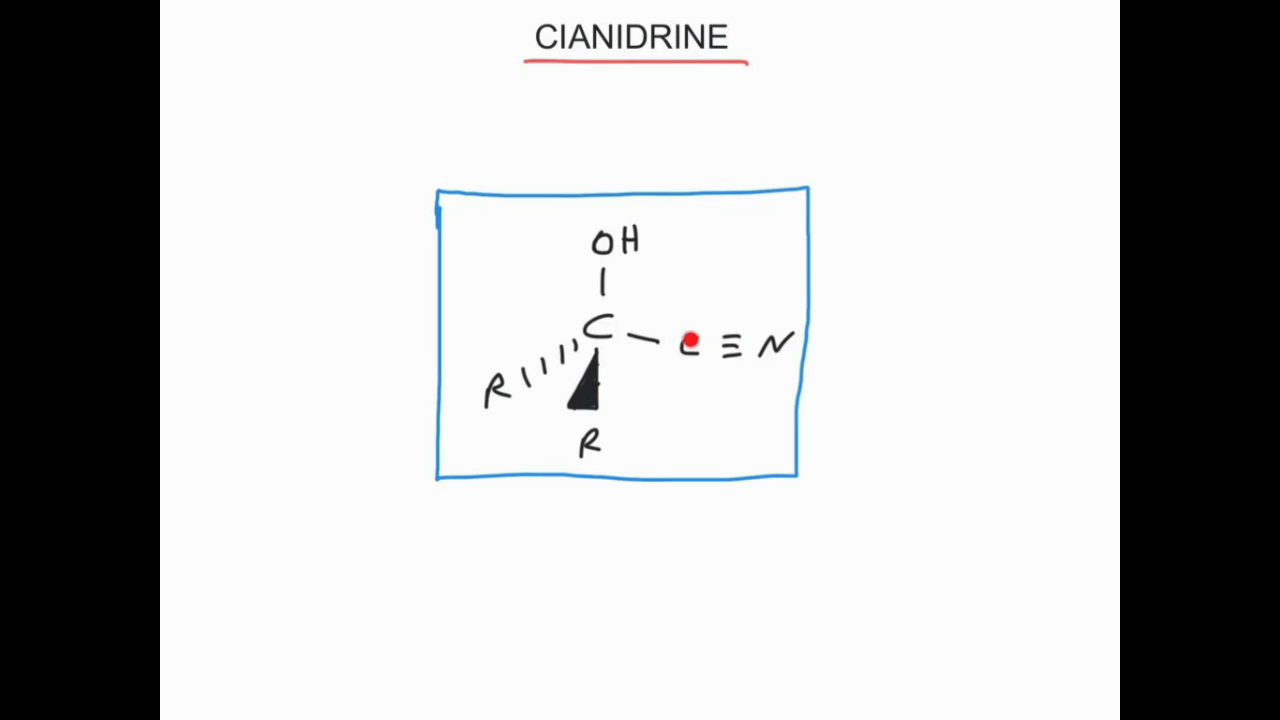 CIANIDRINE
OH
C - C ≡ N
R
R